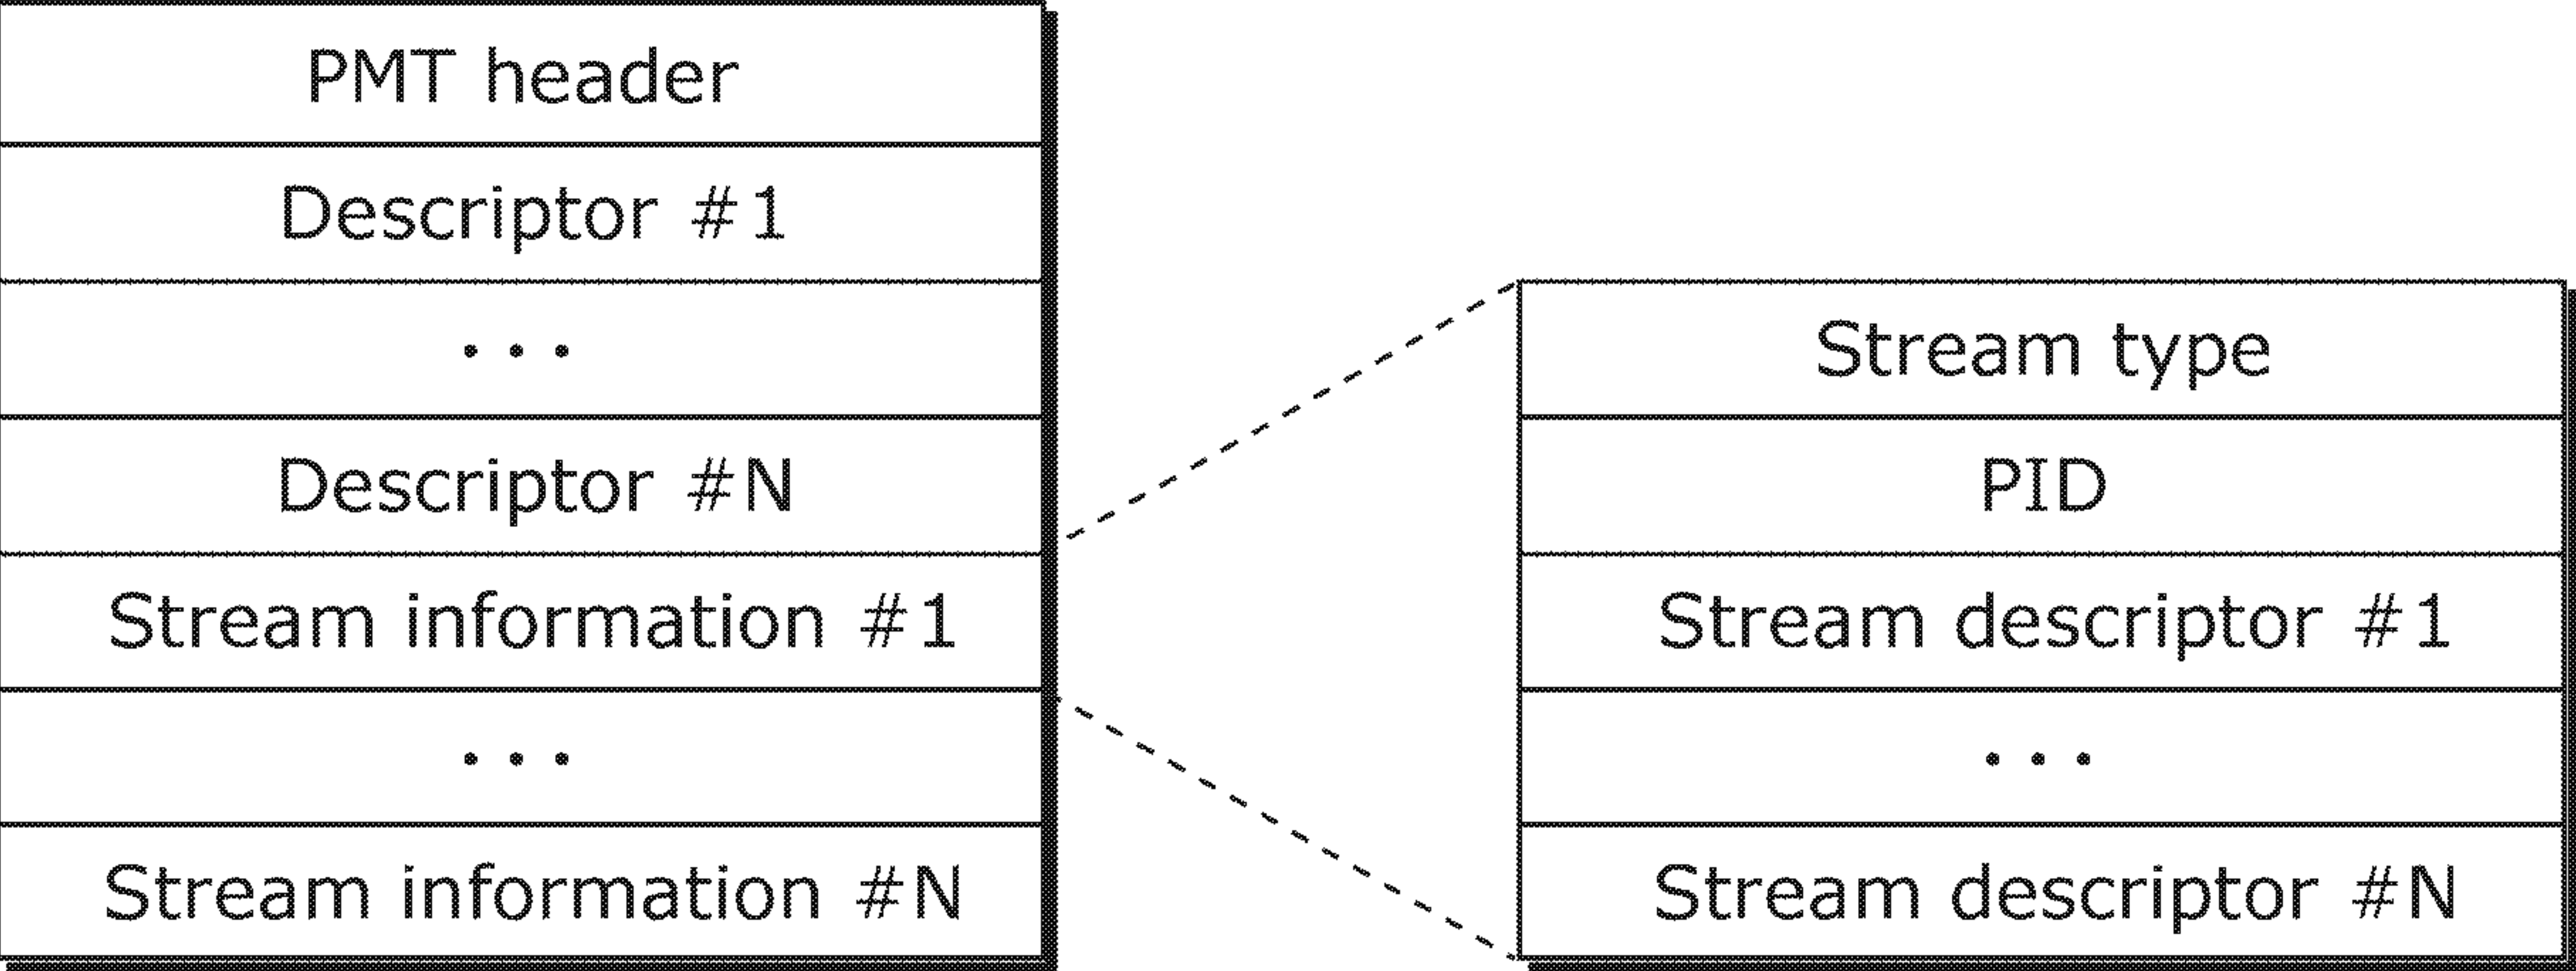 PMT header
Descriptor #1
...
Descriptor #N
Stream information #1
...
Stream information #N
Stream type
PID
Stream descriptor #1
...
Stream descriptor #N